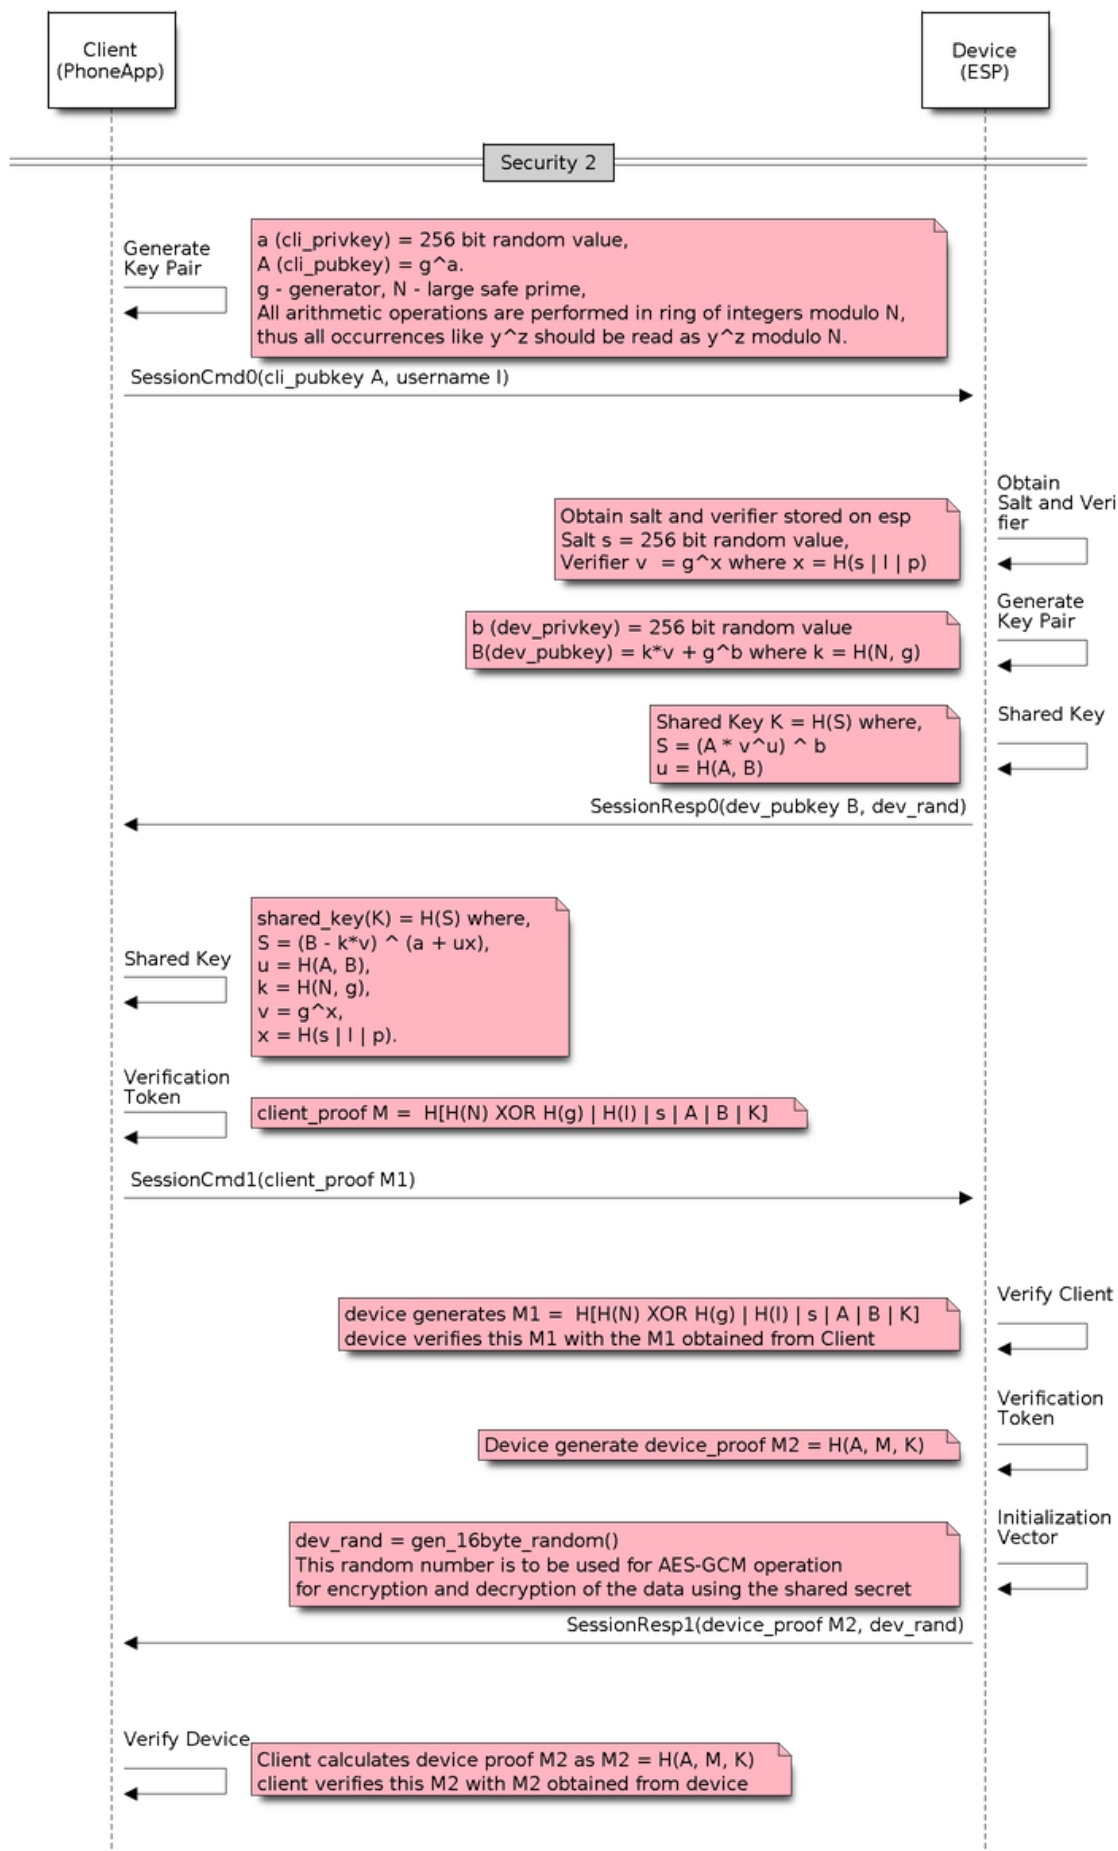 Client
(PhoneApp)
Device
(ESP)
Security 2
Generate
Key Pair
a (cli_privkey) = 256 bit random value,
A (cli_pubkey) = g^a.
g - generator, N - large safe prime,
All arithmetic operations are performed in ring of integers modulo N,
thus all occurrences like y^z should be read as y^z modulo N.
SessionCmd0(cli_pubkey A, username I)
Obtain
Salt and Veri
fier
Obtain salt and verifier stored on esp
Salt s = 256 bit random value,
Verifier v  = g^x where x = H(s | I | p)
Generate
Key Pair
b (dev_privkey) = 256 bit random value
B(dev_pubkey) = k*v + g^b where k = H(N, g)
Shared Key
Shared Key K = H(S) where,
S = (A * v^u) ^ b
u = H(A, B)
SessionResp0(dev_pubkey B, dev_rand)
Shared Key
shared_key(K) = H(S) where,
S = (B - k*v) ^ (a + ux),
u = H(A, B),
k = H(N, g),
v = g^x,
x = H(s | I | p).
Verification
Token
client_proof M =  H[H(N) XOR H(g) | H(I) | s | A | B | K]
SessionCmd1(client_proof M1)
Verify Client
device generates M1 =  H[H(N) XOR H(g) | H(I) | s | A | B | K]
device verifies this M1 with the M1 obtained from Client
Verification
Token
Device generate device_proof M2 = H(A, M, K)
Initialization
Vector
dev_rand = gen_16byte_random()
This random number is to be used for AES-GCM operation
for encryption and decryption of the data using the shared secret
SessionResp1(device_proof M2, dev_rand)
Verify Device
Client calculates device proof M2 as M2 = H(A, M, K)
client verifies this M2 with M2 obtained from device